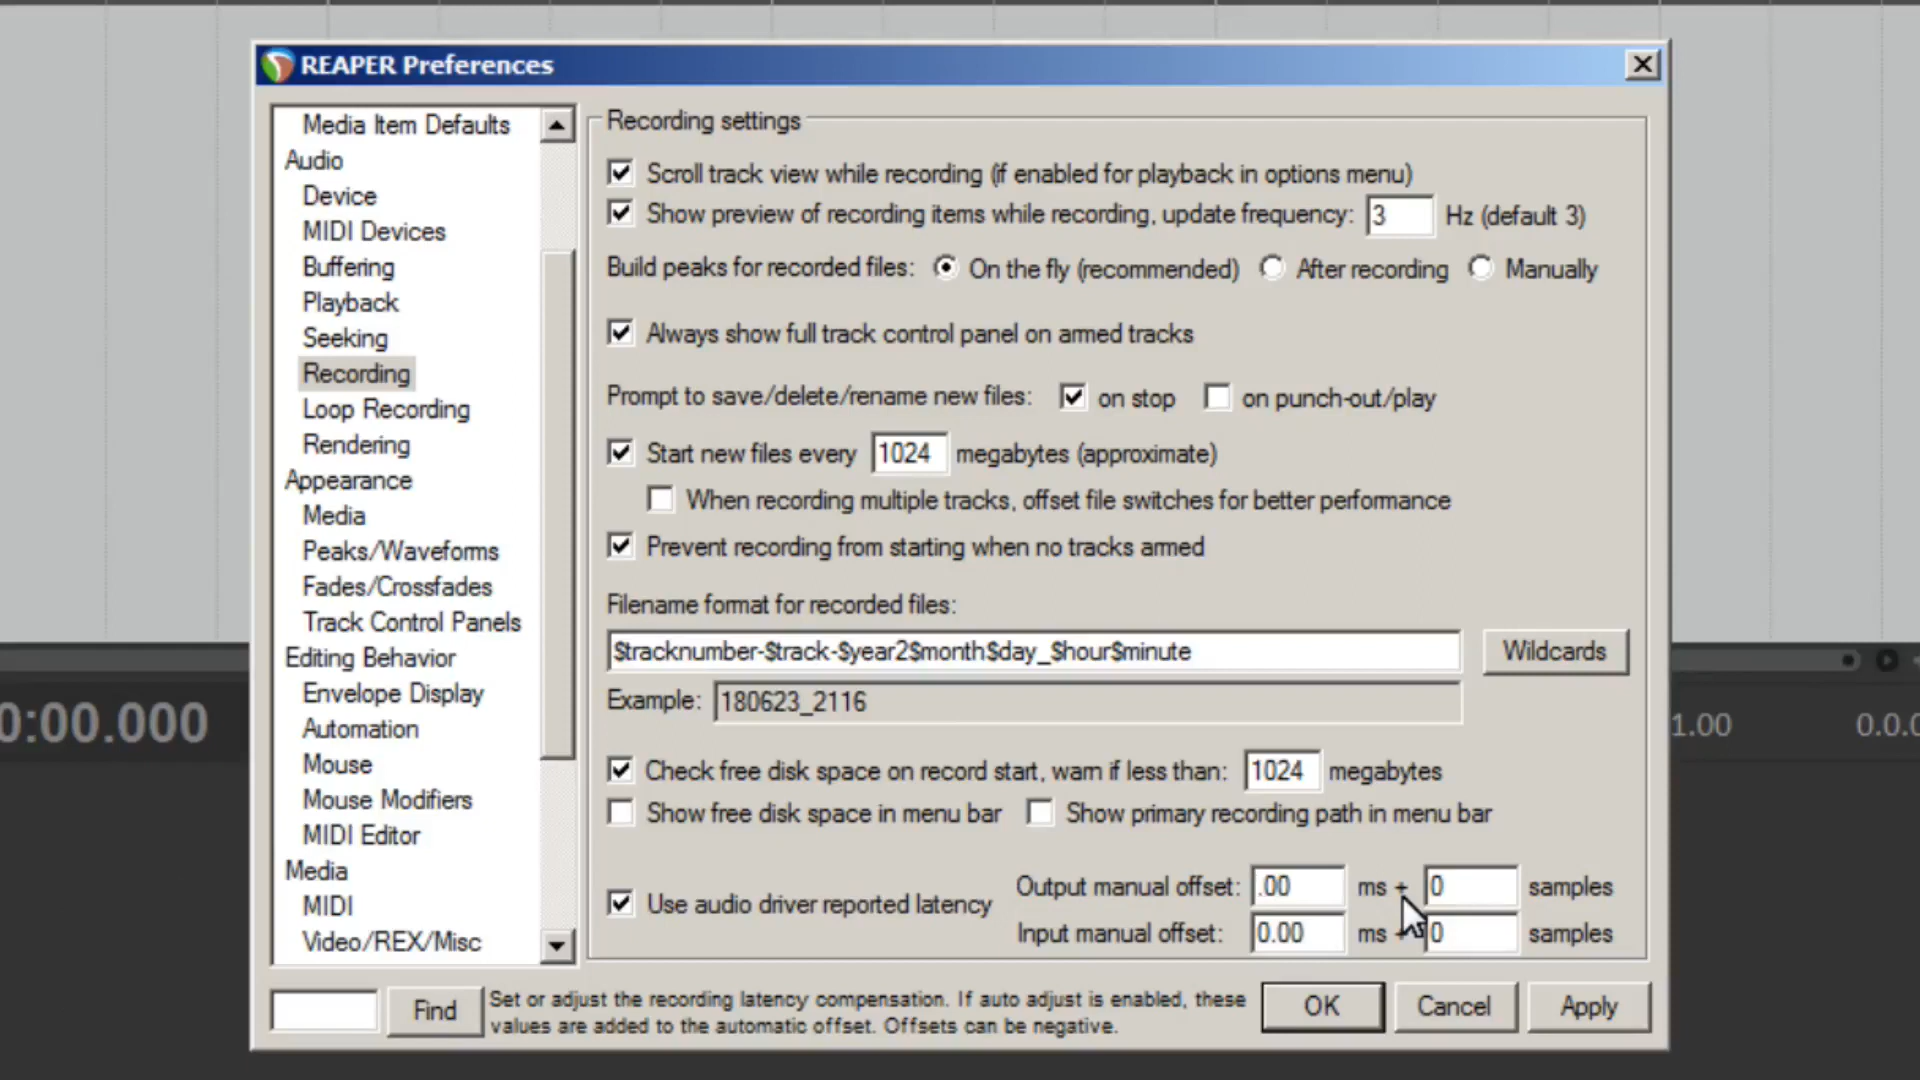 REAPER Preferences
Media Item Defaults
Audio
Device
MIDI Devices
Buffering
Playback
Seeking
Recording
Loop Recording
Rendering
Appearance
Media
Peaks/Waveforms
Fades/Crossfades
Track Control Panels
Editing Behavior
Envelope Display
Automation
Mouse
Mouse Modifiers
MIDI Editor
Media
MIDI
Video/REX/Misc
Find
Recording settings
Scroll track view while recording (if enabled for playback in options menu)
Show preview of recording items while recording, update frequency: 3 Hz (default 3)
Build peaks for recorded files: On the fly (recommended) After recording Manually
Always show full track control panel on armed tracks
Prompt to save/delete/rename new files: on stop on punch-out/play
Start new files every 1024 megabytes (approximate)
When recording multiple tracks, offset file switches for better performance
Prevent recording from starting when no tracks armed
Filename format for recorded files:
$tracknumber-$track-$year2$month$day_$hour$minute Wildcards
Example: 180623_2116
Check free disk space on record start, warn if less than: 1024 megabytes
Show free disk space in menu bar Show primary recording path in menu bar
Use audio driver reported latency
Output manual offset: .00 ms + 0 samples
Input manual offset: 0.00 ms + 0 samples
Set or adjust the recording latency compensation. If auto adjust is enabled, these
values are added to the automatic offset. Offsets can be negative.
OK Cancel Apply
0:00.000
1.00
0.0.0